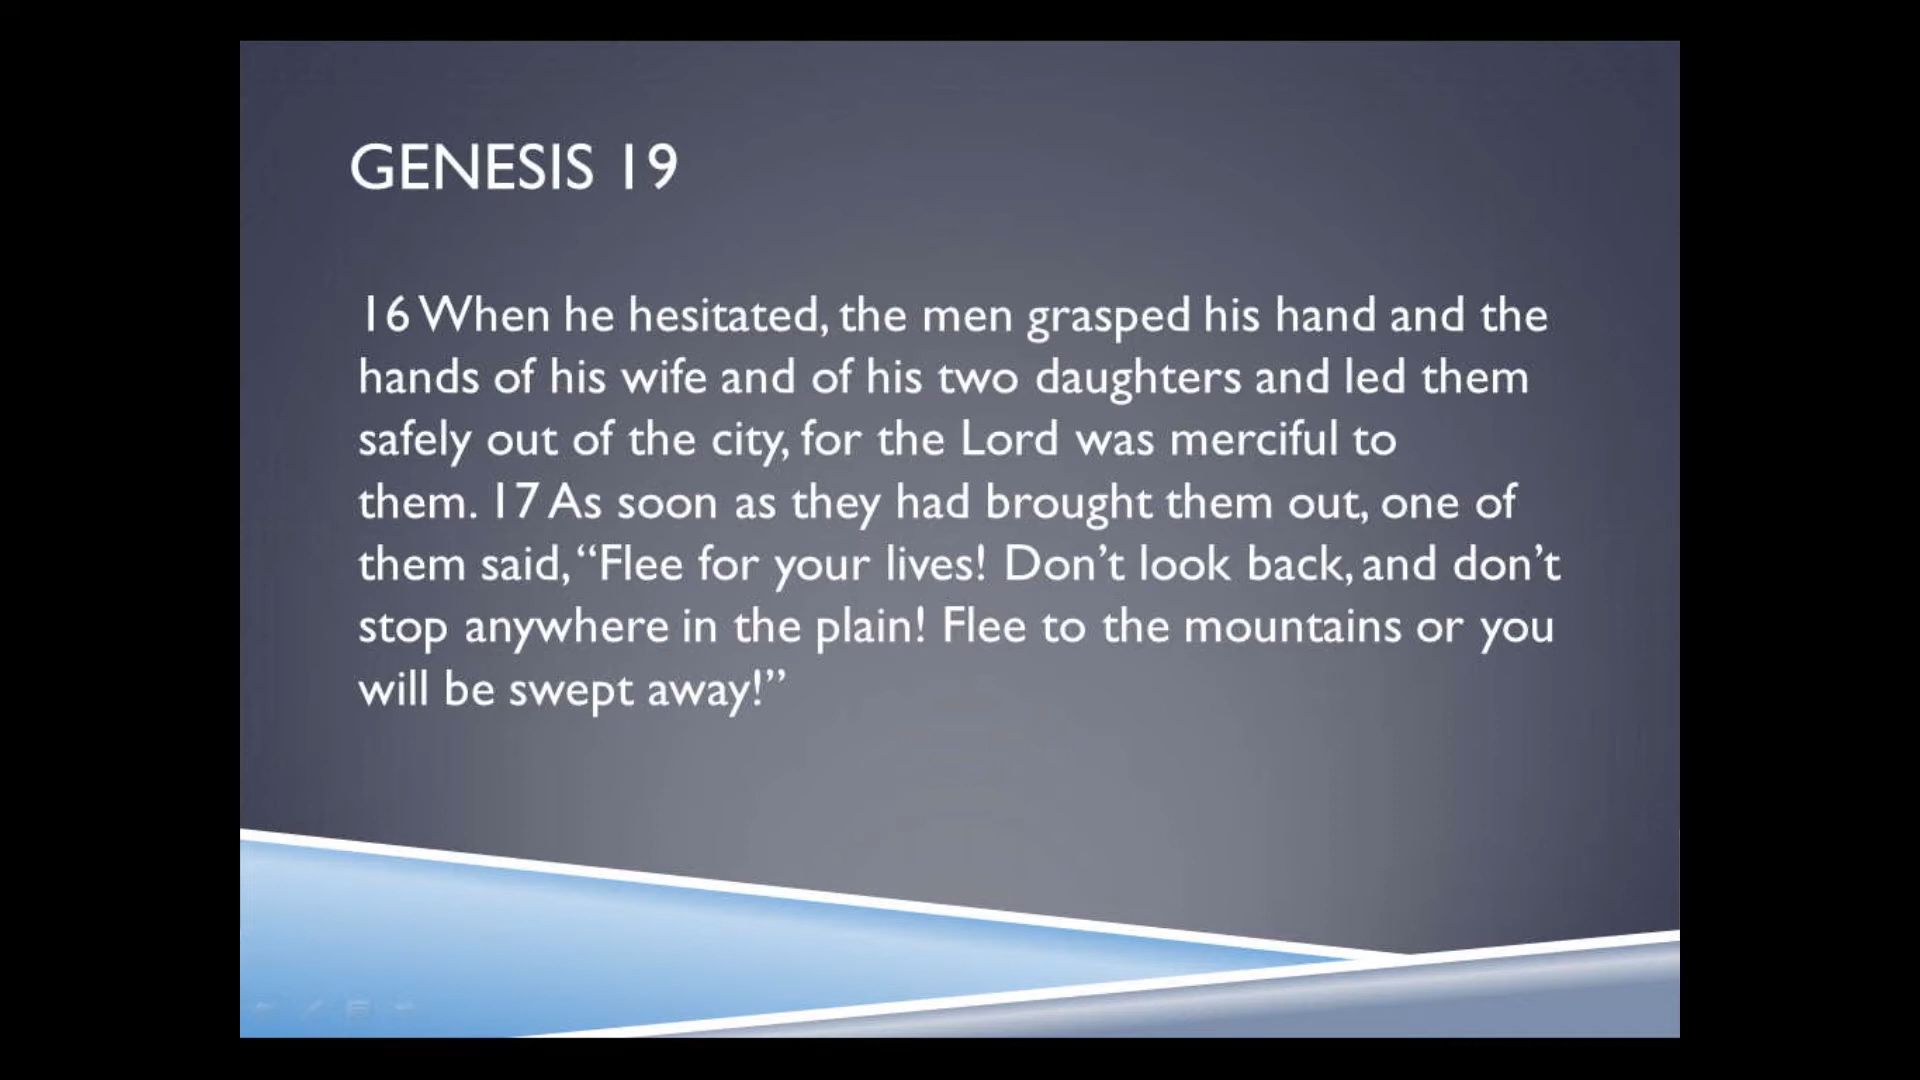 GENESIS 19
16 When he hesitated, the men grasped his hand and the
hands of his wife and of his two daughters and led them
safely out of the city, for the Lord was merciful to
them. 17 As soon as they had brought them out, one of
them said, “Flee for your lives! Don’t look back, and don’t
stop anywhere in the plain! Flee to the mountains or you
will be swept away!”